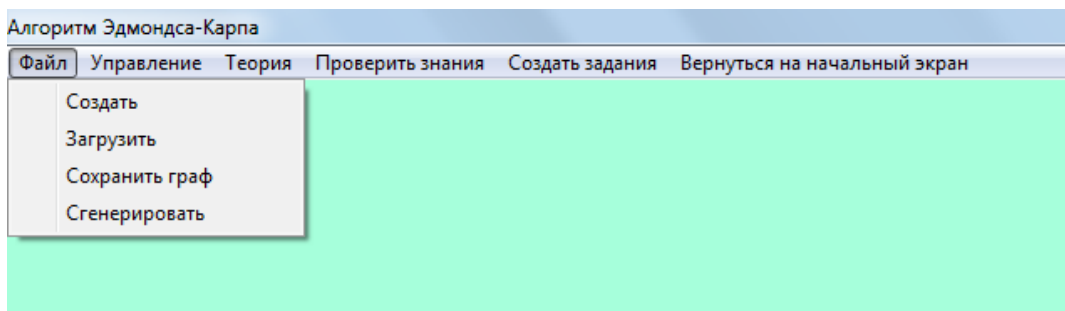 Алгоритм Эдмондса-Карпа
Файл Управление Теория Проверить знания Создать задания Вернуться на начальный экран
Создать
Загрузить
Сохранить граф
Сгенерировать